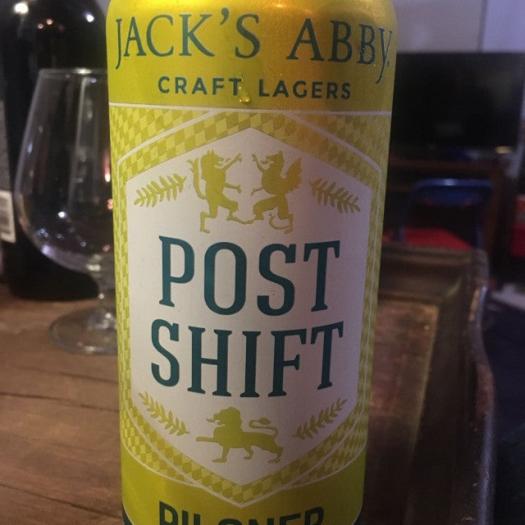 JACK'S ABBY
CRAFT LAGERS
POST
SHIFT
PILSNER